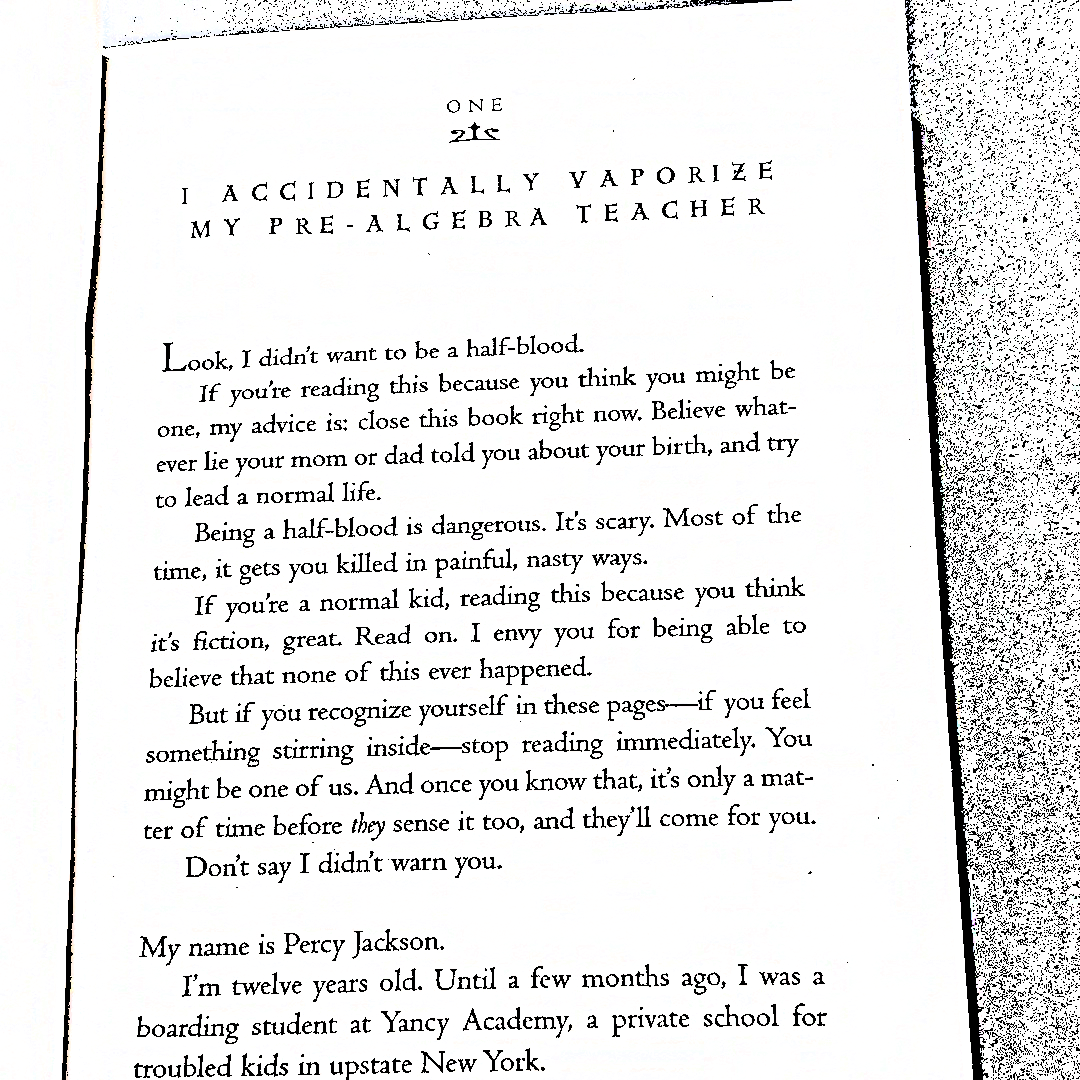 ONE
I ACCIDENTALLY VAPORIZE
MY PRE-ALGEBRA TEACHER
Look, I didn't want to be a half-blood.
If you're reading this because you think you might be
one, my advice is: close this book right now. Believe what-
ever lie your mom or dad told you about your birth, and try
to lead a normal life.
Being a half-blood is dangerous. It's scary. Most of the
time, it gets you killed in painful, nasty ways.
If you're a normal kid, reading this because you think
it's fiction, great. Read on. I envy you for being able to
believe that none of this ever happened.
But if you recognize yourself in these pages—if you feel
something stirring inside—stop reading immediately. You
might be one of us. And once you know that, it's only a mat-
ter of time before they sense it too, and they'll come for you.
Don't say I didn't warn you.
My name is Percy Jackson.
I'm twelve years old. Until a few months ago, I was a
boarding student at Yancy Academy, a private school for
troubled kids in upstate New York.